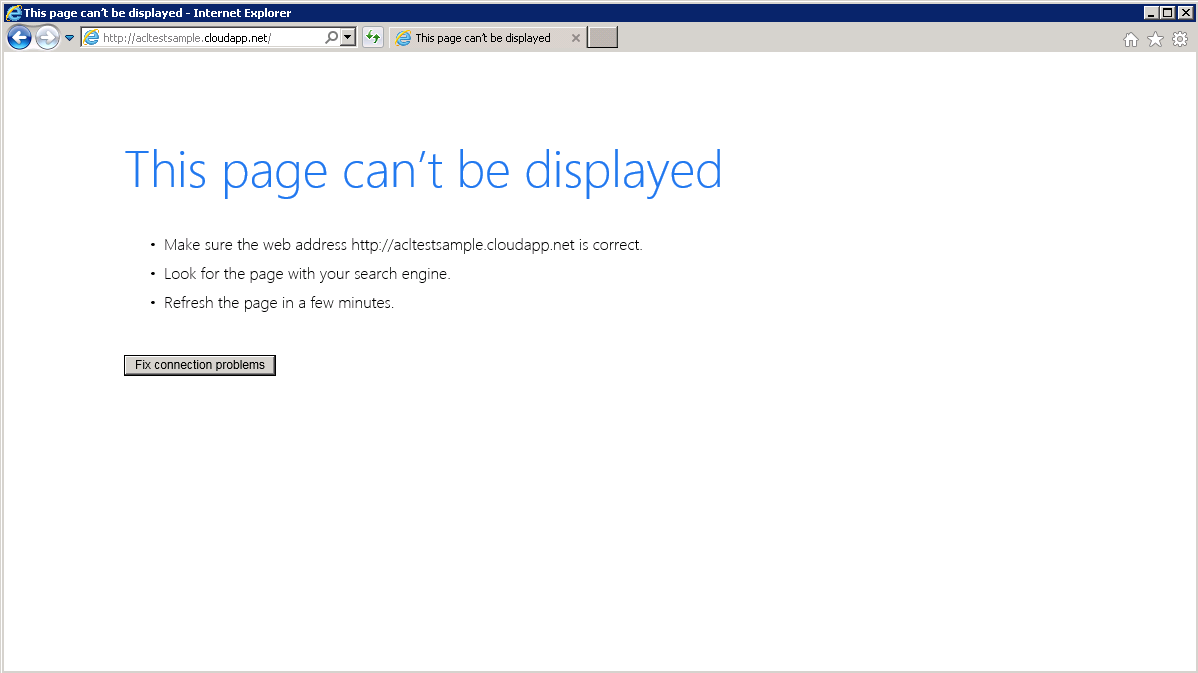 This page can't be displayed - Internet Explorer
http://acltestsample.cloudapp.net/
This page can't be displayed
This page can’t be displayed
• Make sure the web address http://acltestsample.cloudapp.net is correct.
• Look for the page with your search engine.
• Refresh the page in a few minutes.
Fix connection problems